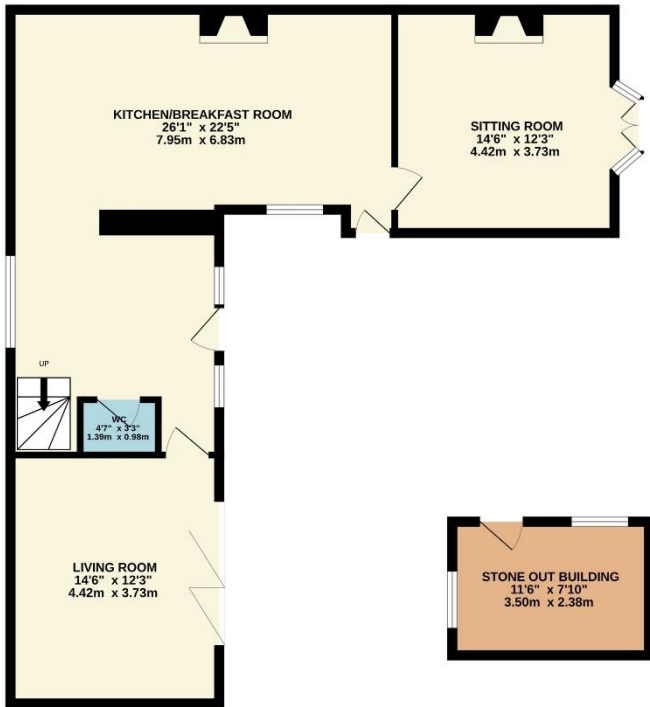 KITCHEN/BREAKFAST ROOM
26'1" x 22'5"
7.95m x 6.83m
SITTING ROOM
14'6" x 12'3"
4.42m x 3.73m
UP
WC
4'7" x 3'3"
1.39m x 0.98m
LIVING ROOM
14'6" x 12'3"
4.42m x 3.73m
STONE OUT BUILDING
11'6" x 7'10"
3.50m x 2.38m